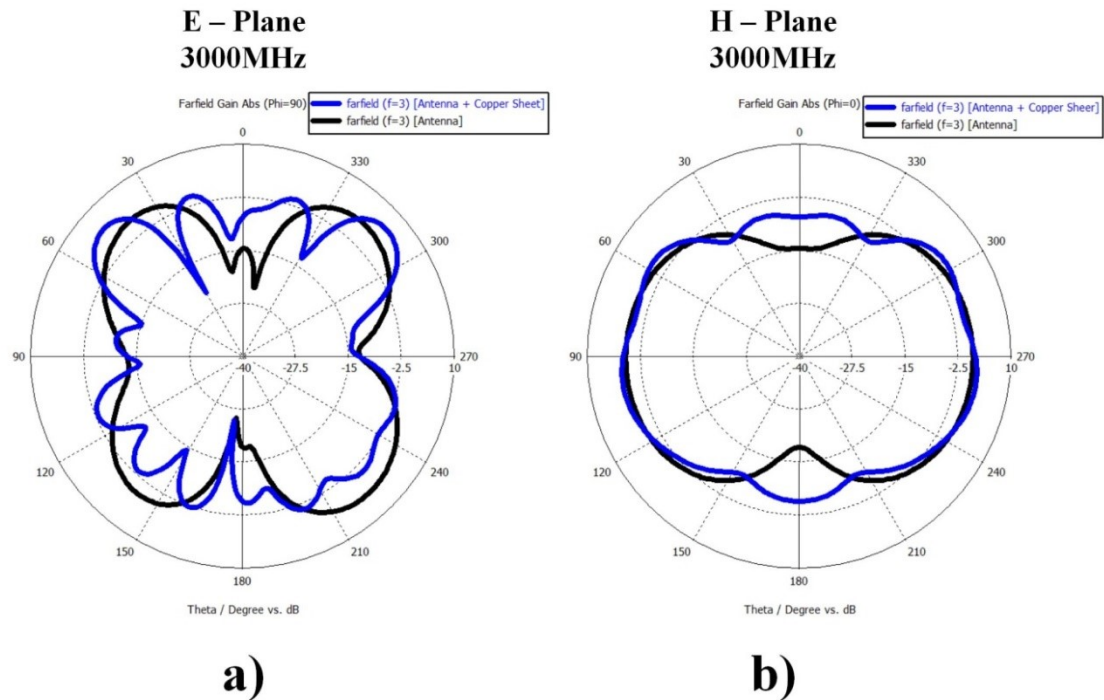 E – Plane
3000MHz
Farfield Gain Abs (Phi=90)
farfield (f=3) [Antenna + Copper Sheet]
farfield (f=3) [Antenna]
0
30
330
60
300
90
-40
-27.5
-15
-2.5
10
270
120
240
150
210
180
Theta / Degree vs. dB
a)
H – Plane
3000MHz
Farfield Gain Abs (Phi=0)
farfield (f=3) [Antenna + Copper Sheer]
farfield (f=3) [Antenna]
0
30
330
60
300
90
-40
-27.5
-15
-2.5
10
270
120
240
150
210
180
Theta / Degree vs. dB
b)